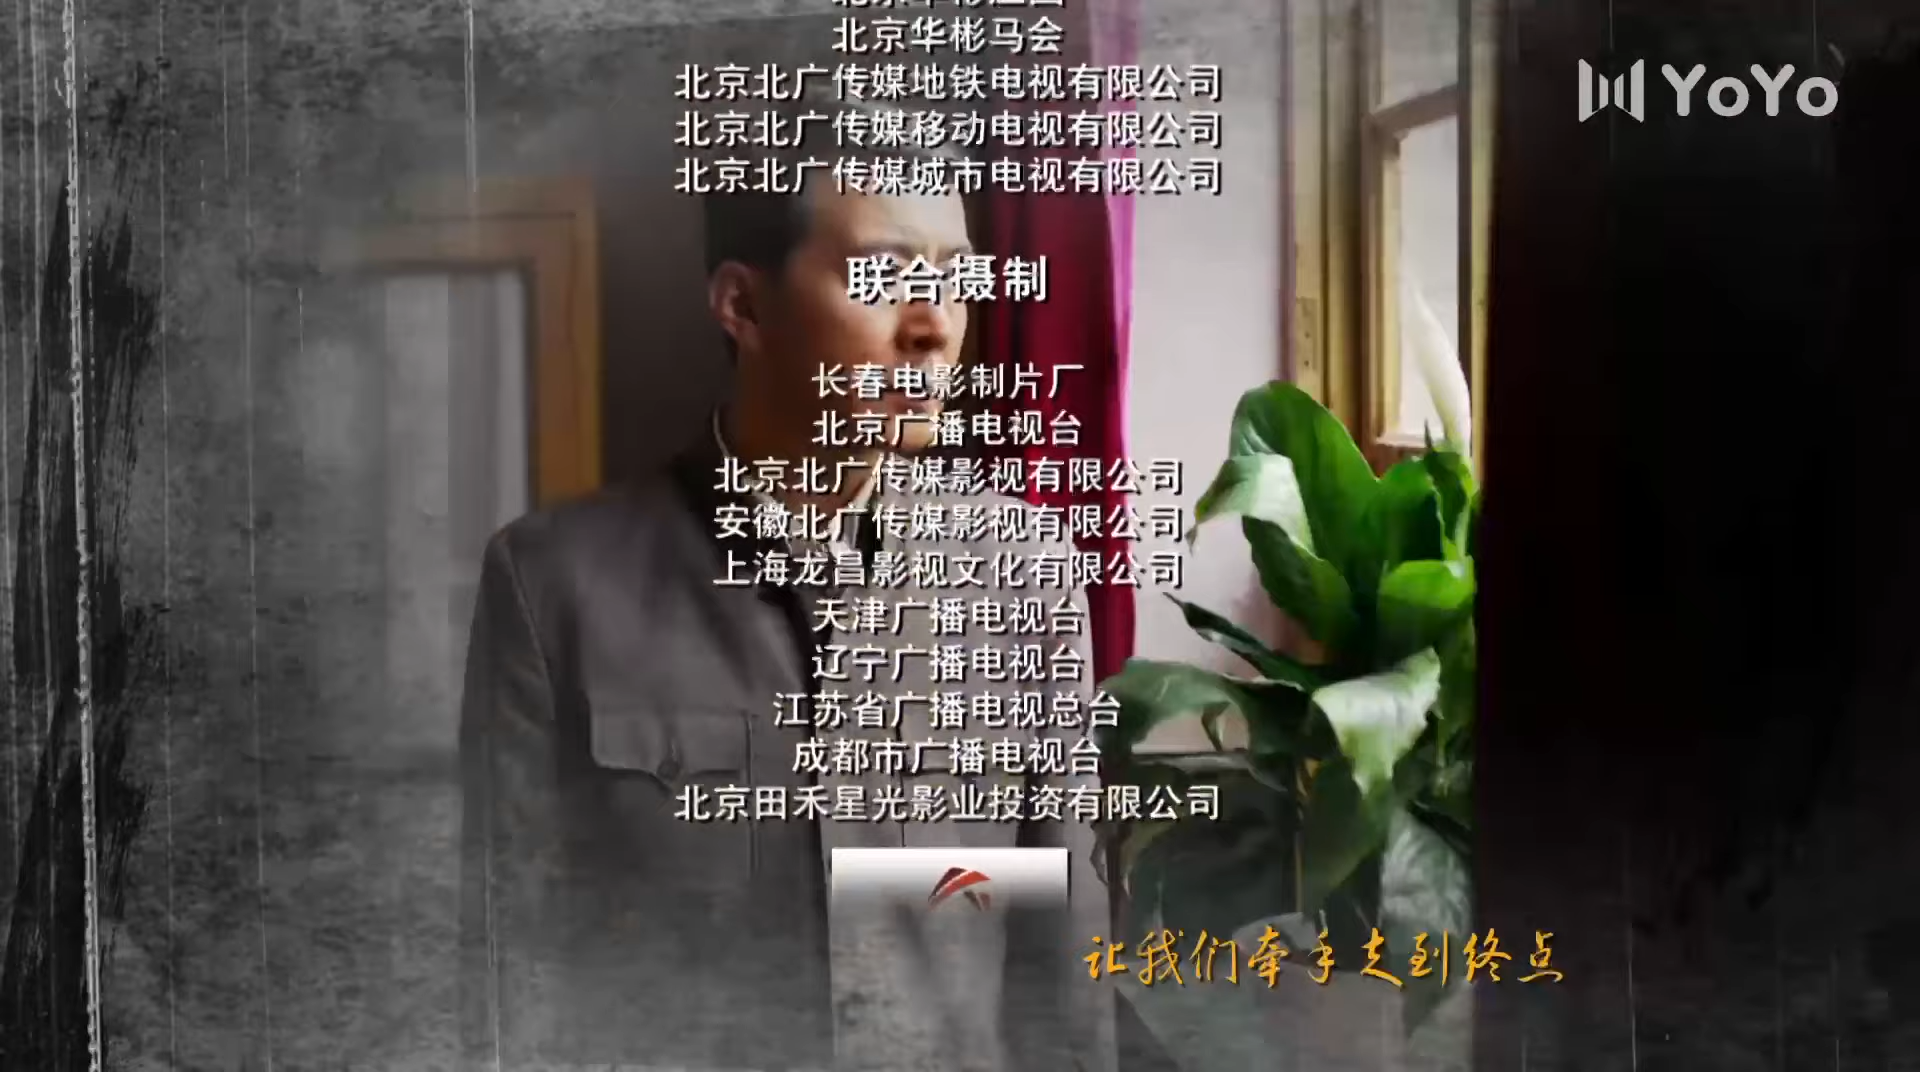 北京华彬马会
YOYO
北京北广传媒地铁电视有限公司
北京北广传媒移动电视有限公司
北京北广传媒城市电视有限公司
联合摄制
长春电影制片厂
北京广播电视台
北京北广传媒影视有限公司
安徽北广传媒影视有限公司
上海龙昌影视文化有限公司
天津广播电视台
辽宁广播电视台
江苏省广播电视总台
成都市广播电视台
北京田禾星光影业投资有限公司
让我们牵手走到终点